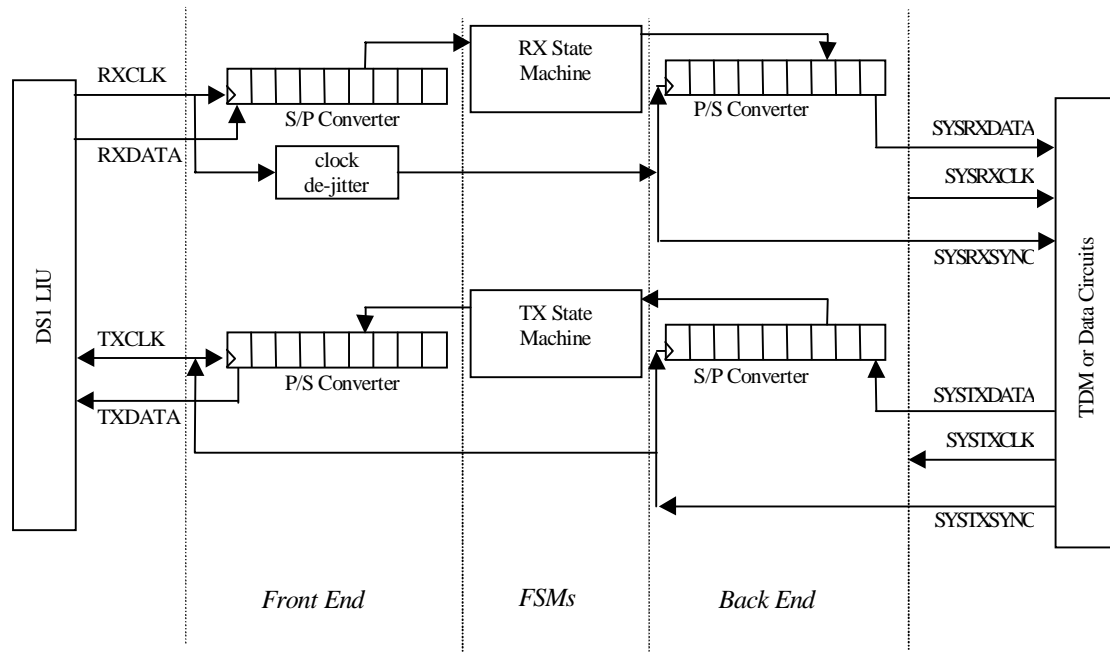 RX State
Machine
RXCLK
S/P Converter
P/S Converter
RXDATA
clock
de-jitter
SYSRXDATA
SYSRXCLK
SYSRXSYNC
DS1 LIU
TDM or Data Circuits
TX State
Machine
TXCLK
P/S Converter
S/P Converter
TXDATA
SYSTXDATA
SYSTXCLK
SYSTXSYNC
Front End
FSMs
Back End